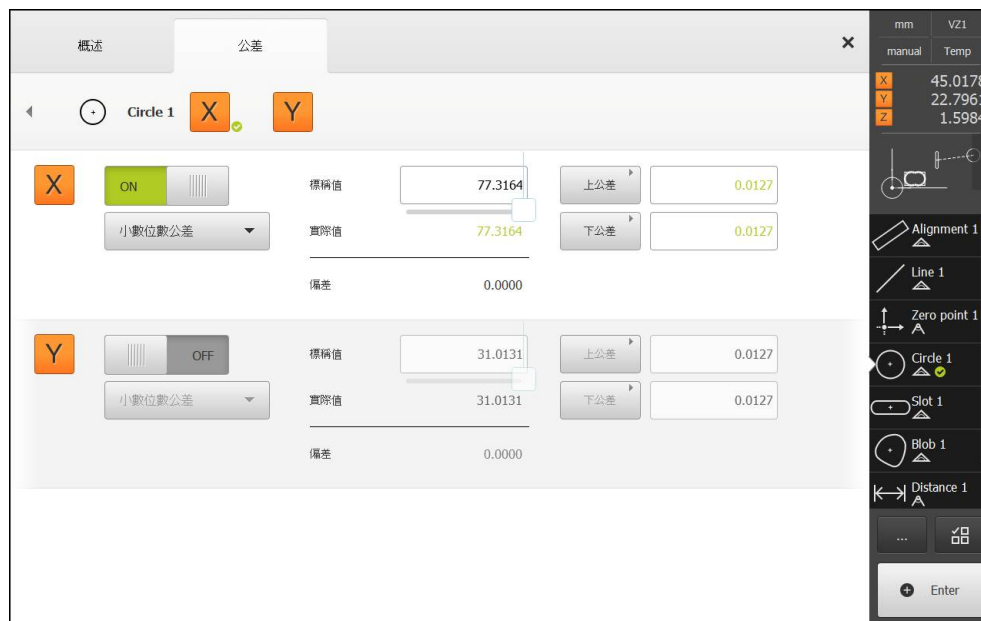 概述
公差
×
Circle 1
X
Y
X
ON
標稱值
77.3164
上公差
0.0127
小數位數公差
實際值
77.3164
下公差
0.0127
偏差
0.0000
Y
OFF
標稱值
31.0131
上公差
0.0127
小數位數公差
實際值
31.0131
下公差
0.0127
偏差
0.0000
mm
VZ1
manual
Temp
X
45.0178
Y
22.7961
Z
1.5984
Alignment 1
Line 1
Zero point 1
Circle 1
Slot 1
Blob 1
Distance 1
...
Enter